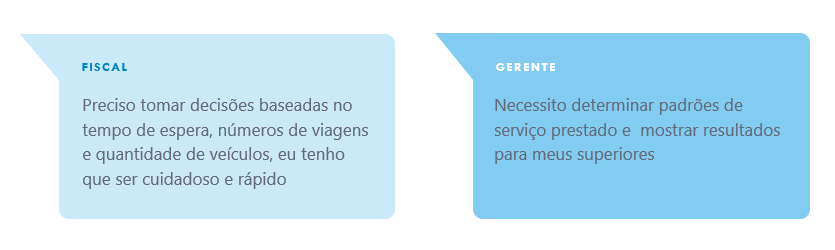 FISCAL
Preciso tomar decisões baseadas no
tempo de espera, números de viagens
e quantidade de veículos, eu tenho
que ser cuidadoso e rápido
GERENTE
Necessito determinar padrões de
serviço prestado e  mostrar resultados
para meus superiores